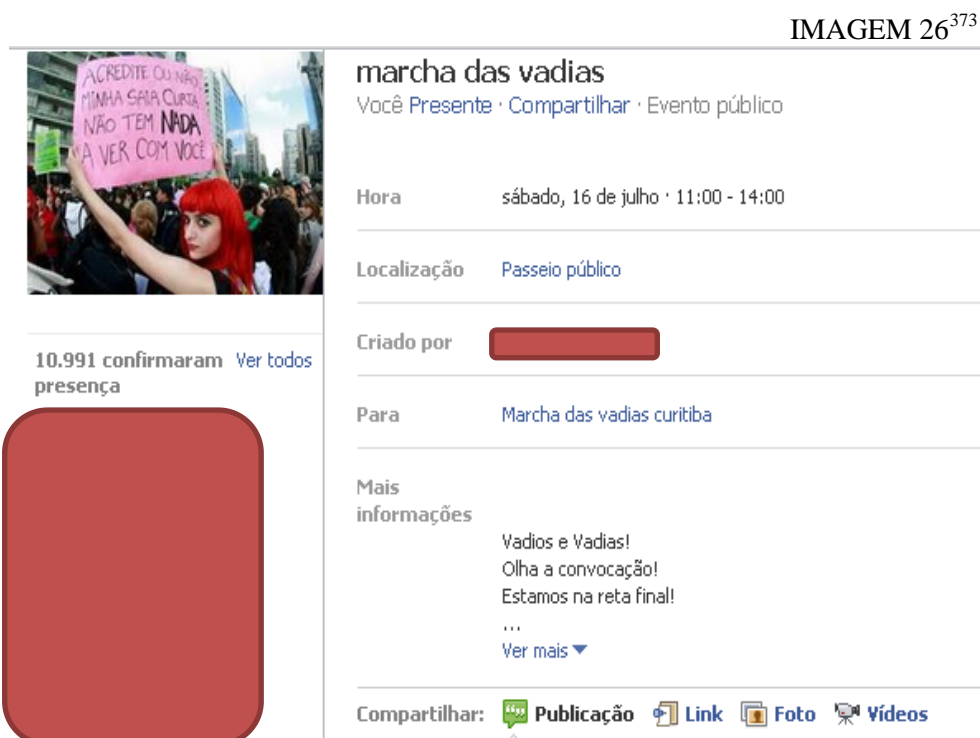 IMAGEM 26373
ACREDITE OU NÃO
MINHA SAIA CURTA
NÃO TEM NADA
A VER COM VOCÊ
marcha das vadias
Você Presente · Compartilhar · Evento público
Hora sábado, 16 de julho · 11:00 - 14:00
Localização Passeio público
Criado por
10.991 confirmaram Ver todos
presença
Para Marcha das vadias curitiba
Mais
informações
Vadios e Vadias!
Olha a convocação!
Estamos na reta final!
...
Ver mais
Compartilhar: Publicação Link Foto Vídeos